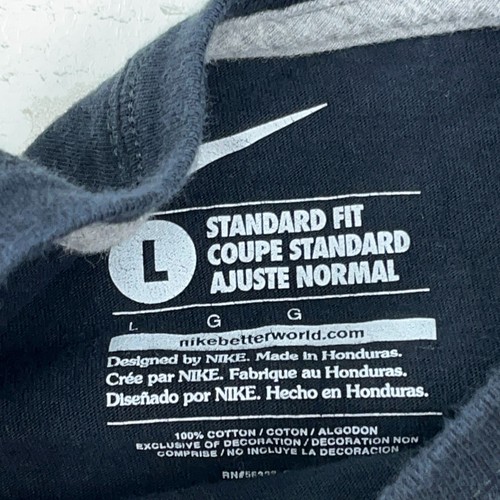 L
STANDARD FIT
COUPE STANDARD
AJUSTE NORMAL
L G G
nikebetterworld.com
Designed by NIKE. Made in Honduras.
Crée par NIKE. Fabrique au Honduras.
Diseñado por NIKE. Hecho en Honduras.
100% COTTON / COTON / ALGODON
EXCLUSIVE OF DECORATION / DECORATION NON
COMPRISE / NO INCLUYE LA DECORACION